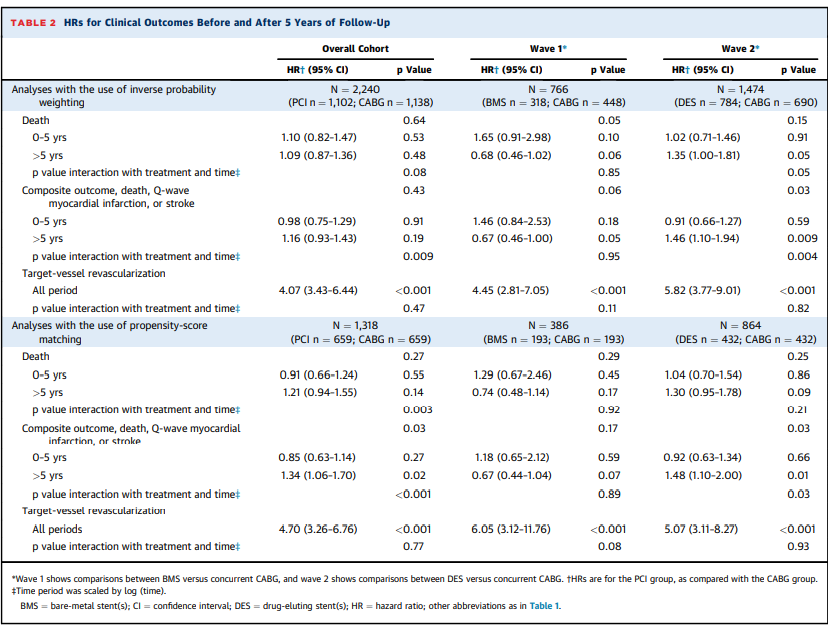 TABLE 2 HRs for Clinical Outcomes Before and After 5 Years of Follow-Up
Overall Cohort Wave 1* Wave 2*
HR† (95% CI) p Value HR† (95% CI) p Value HR† (95% CI) p Value
Analyses with the use of inverse probability N = 2,240 N = 766 N = 1,474
weighting (PCI n = 1,102; CABG n = 1,138) (BMS n = 318; CABG n = 448) (DES n = 784; CABG n = 690)
Death 0.64 0.05 0.15
0-5 yrs 1.10 (0.82-1.47) 0.53 1.65 (0.91-2.98) 0.10 1.02 (0.71-1.46) 0.91
>5 yrs 1.09 (0.87-1.36) 0.48 0.68 (0.46-1.02) 0.06 1.35 (1.00-1.81) 0.05
p value interaction with treatment and time‡ 0.08 0.85 0.05
Composite outcome, death, Q-wave 0.43 0.06 0.03
myocardial infarction, or stroke
0-5 yrs 0.98 (0.75-1.29) 0.91 1.46 (0.84-2.53) 0.18 0.91 (0.66-1.27) 0.59
>5 yrs 1.16 (0.93-1.43) 0.19 0.67 (0.46-1.00) 0.05 1.46 (1.10-1.94) 0.009
p value interaction with treatment and time‡ 0.009 0.95 0.004
Target-vessel revascularization
All period 4.07 (3.43-6.44) <0.001 4.45 (2.81-7.05) <0.001 5.82 (3.77-9.01) <0.001
p value interaction with treatment and time‡ 0.47 0.11 0.82
Analyses with the use of propensity-score N = 1,318 N = 386 N = 864
matching (PCI n = 659; CABG n = 659) (BMS n = 193; CABG n = 193) (DES n = 432; CABG n = 432)
Death 0.27 0.29 0.25
0-5 yrs 0.91 (0.66-1.24) 0.55 1.29 (0.67-2.46) 0.45 1.04 (0.70-1.54) 0.86
>5 yrs 1.21 (0.94-1.55) 0.14 0.74 (0.48-1.14) 0.17 1.30 (0.95-1.78) 0.09
p value interaction with treatment and time‡ 0.003 0.92 0.21
Composite outcome, death, Q-wave myocardial 0.03 0.17 0.03
infarction, or stroke
0-5 yrs 0.85 (0.63-1.14) 0.27 1.18 (0.65-2.12) 0.59 0.92 (0.63-1.34) 0.66
>5 yrs 1.34 (1.06-1.70) 0.02 0.67 (0.44-1.04) 0.07 1.48 (1.10-2.00) 0.01
p value interaction with treatment and time‡ <0.001 0.89 0.03
Target-vessel revascularization
All periods 4.70 (3.26-6.76) <0.001 6.05 (3.12-11.76) <0.001 5.07 (3.11-8.27) <0.001
p value interaction with treatment and time‡ 0.77 0.08 0.93
*Wave 1 shows comparisons between BMS versus concurrent CABG, and wave 2 shows comparisons between DES versus concurrent CABG. †HRs are for the PCI group, as compared with the CABG group.
‡Time period was scaled by log (time).
BMS = bare-metal stent(s); CI = confidence interval; DES = drug-eluting stent(s); HR = hazard ratio; other abbreviations as in Table 1.